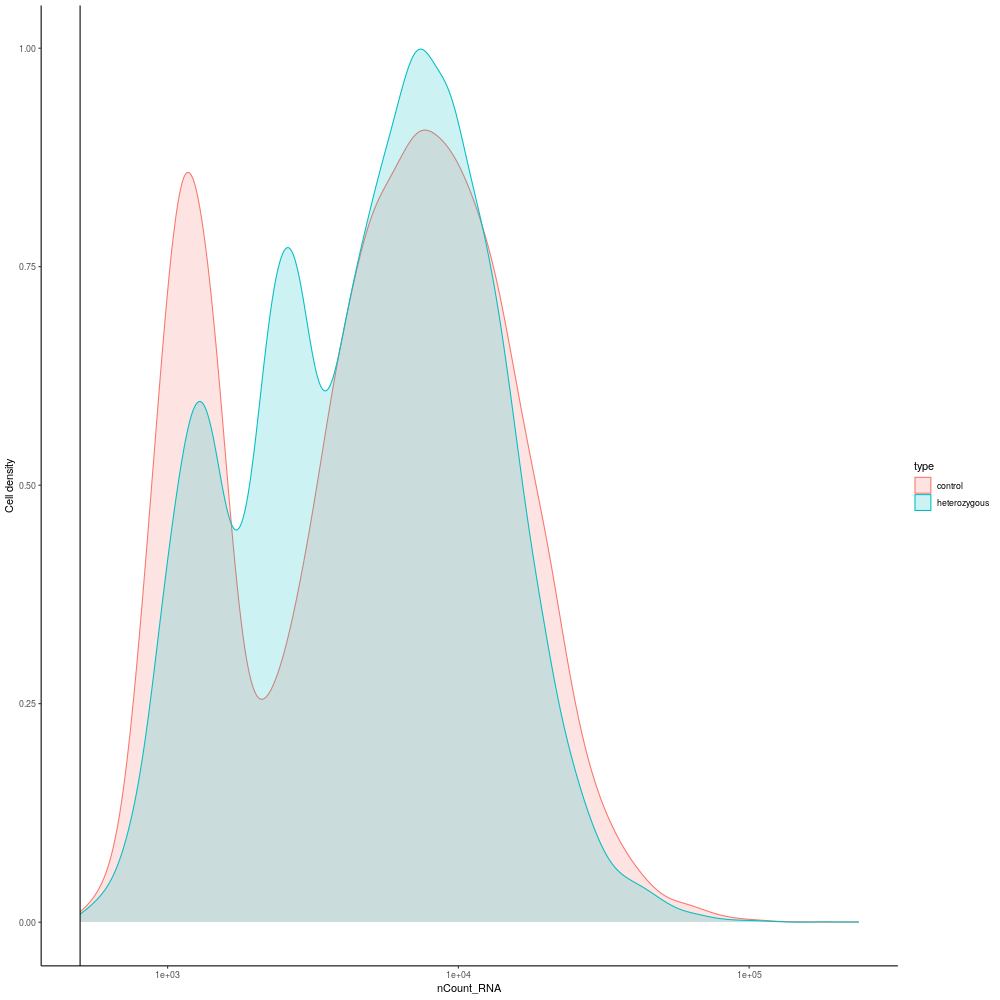 1.00
0.75
0.50
0.25
0.00
Cell density
1e+03
1e+04
1e+05
nCount_RNA
type
control
heterozygous